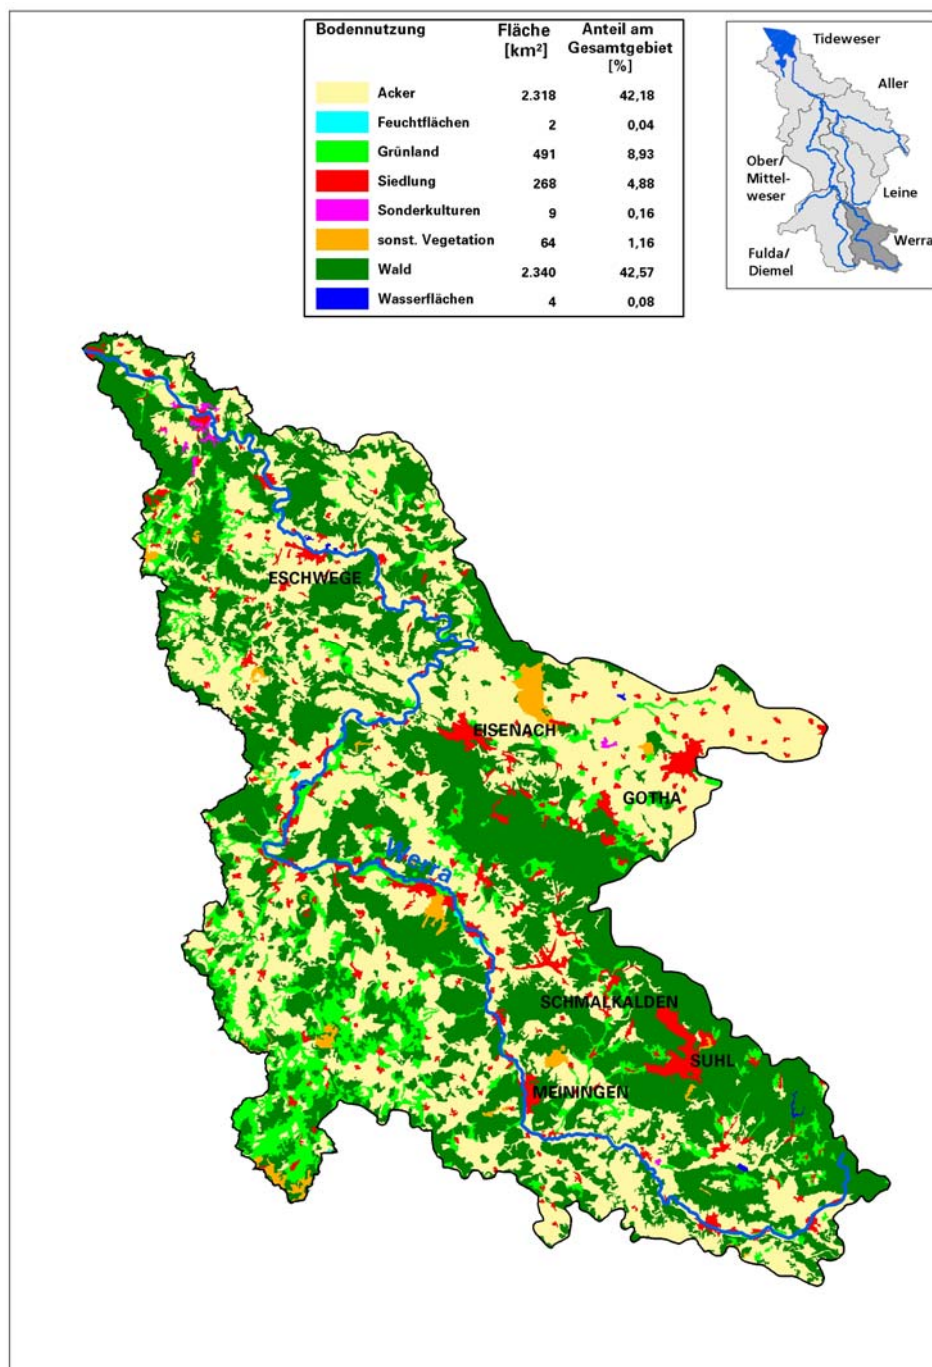 Bodennutzung Fläche [km²] Anteil am Gesamtgebiet [%]
Acker 2.318 42,18
Feuchtflächen 2 0,04
Grünland 491 8,93
Siedlung 268 4,88
Sonderkulturen 9 0,16
sonst. Vegetation 64 1,16
Wald 2.340 42,57
Wasserflächen 4 0,08
Tideweser
Aller
Ober/
Mittel-
weser
Leine
Werra
Fulda/
Diemel
ESCHWEGE
EISENACH
GOTHA
Werra
SCHMALKALDEN
SUHL
MEININGEN